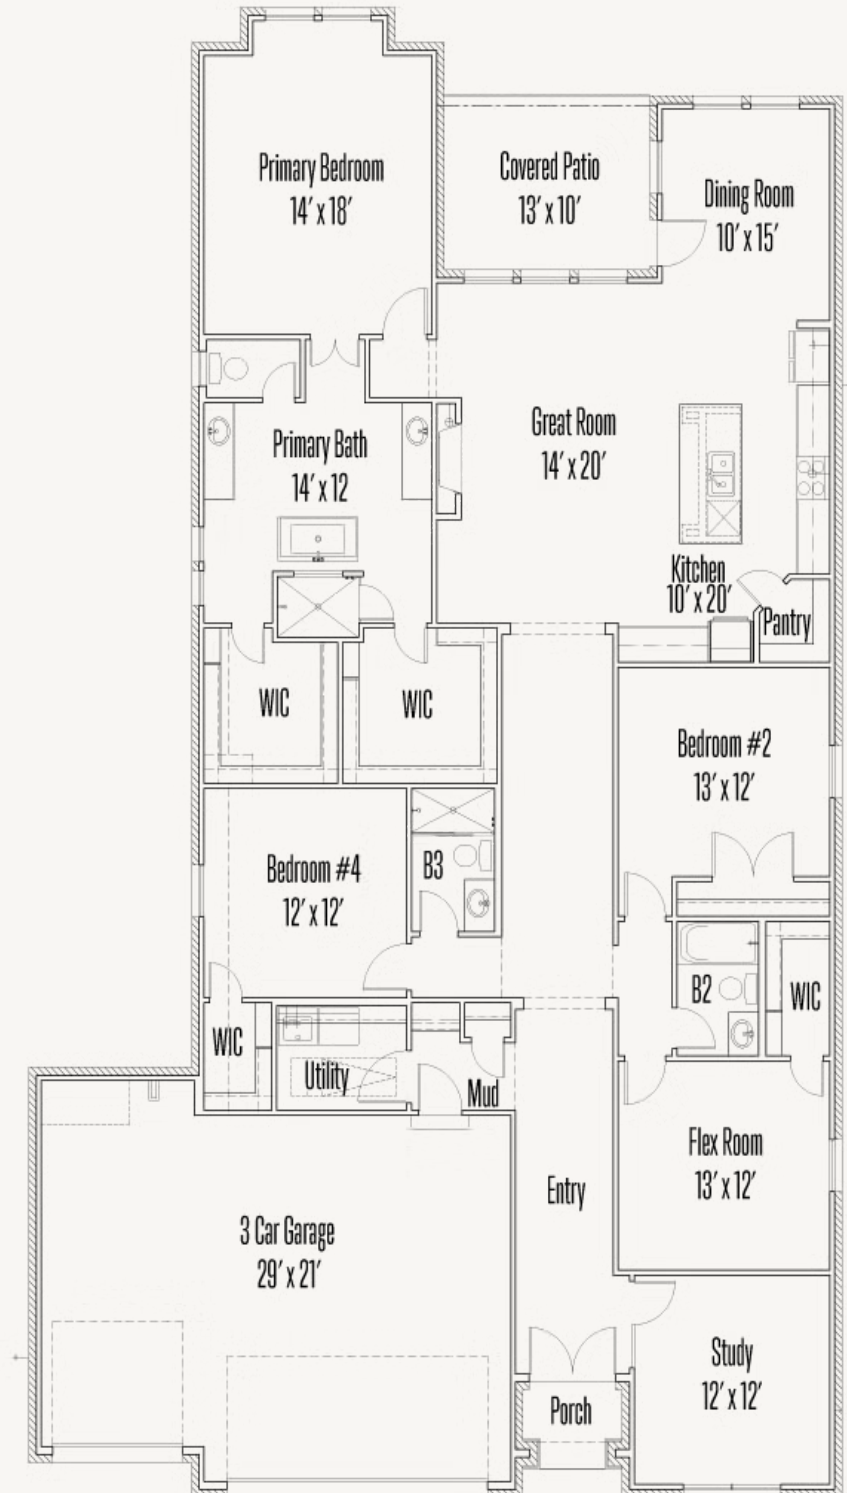 Primary Bedroom
14' x 18'
Covered Patio
13' x 10'
Dining Room
10' x 15'
Primary Bath
14' x 12
Great Room
14' x 20'
Kitchen
10' x 20'
Pantry
WIC
WIC
Bedroom #2
13' x 12'
Bedroom #4
12' x 12'
B3
B2
WIC
WIC
Utility
Mud
Flex Room
13' x 12'
Entry
3 Car Garage
29' x 21'
Study
12' x 12'
Porch